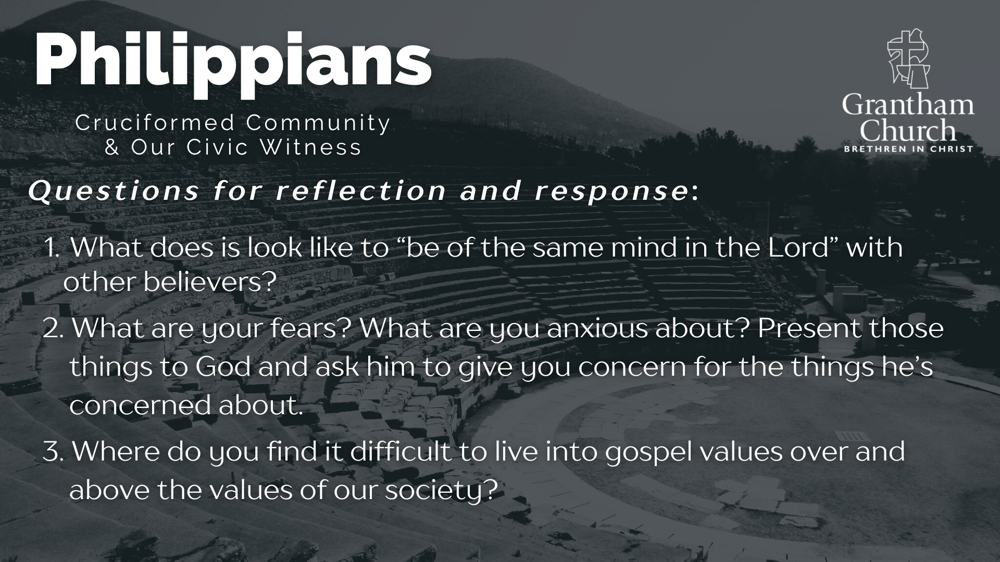 Philippians
Cruciformed Community
& Our Civic Witness
Grantham
Church
BRETHREN IN CHRIST
Questions for reflection and response:
1. What does is look like to “be of the same mind in the Lord” with
other believers?
2. What are your fears? What are you anxious about? Present those
things to God and ask him to give you concern for the things he’s
concerned about.
3. Where do you find it difficult to live into gospel values over and
above the values of our society?